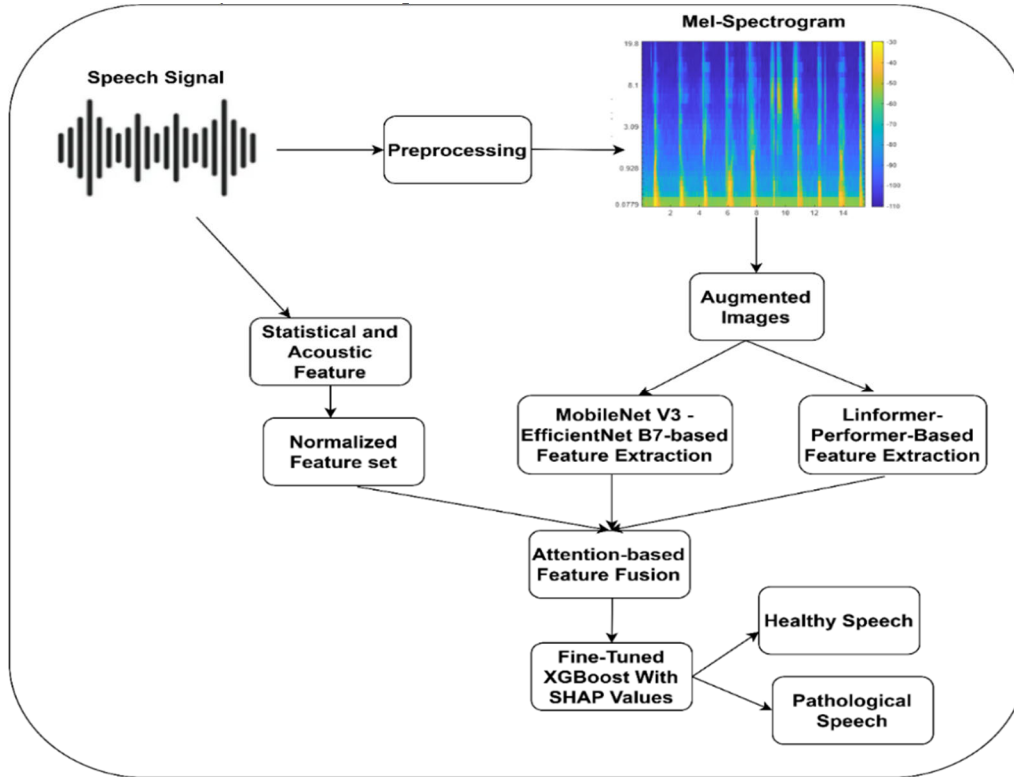 Mel-Spectrogram
Speech Signal
Preprocessing
19.8
8.1
3.09
0.928
0.0779
2
4
6
8
10
12
14
-30
-40
-50
-60
-70
-80
-90
-100
-110
Augmented
Images
Statistical and
Acoustic
Feature
Normalized
Feature set
MobileNet V3 -
EfficientNet B7-based
Feature Extraction
Linformer-
Performer-Based
Feature Extraction
Attention-based
Feature Fusion
Fine-Tuned
XGBoost With
SHAP Values
Healthy Speech
Pathological
Speech